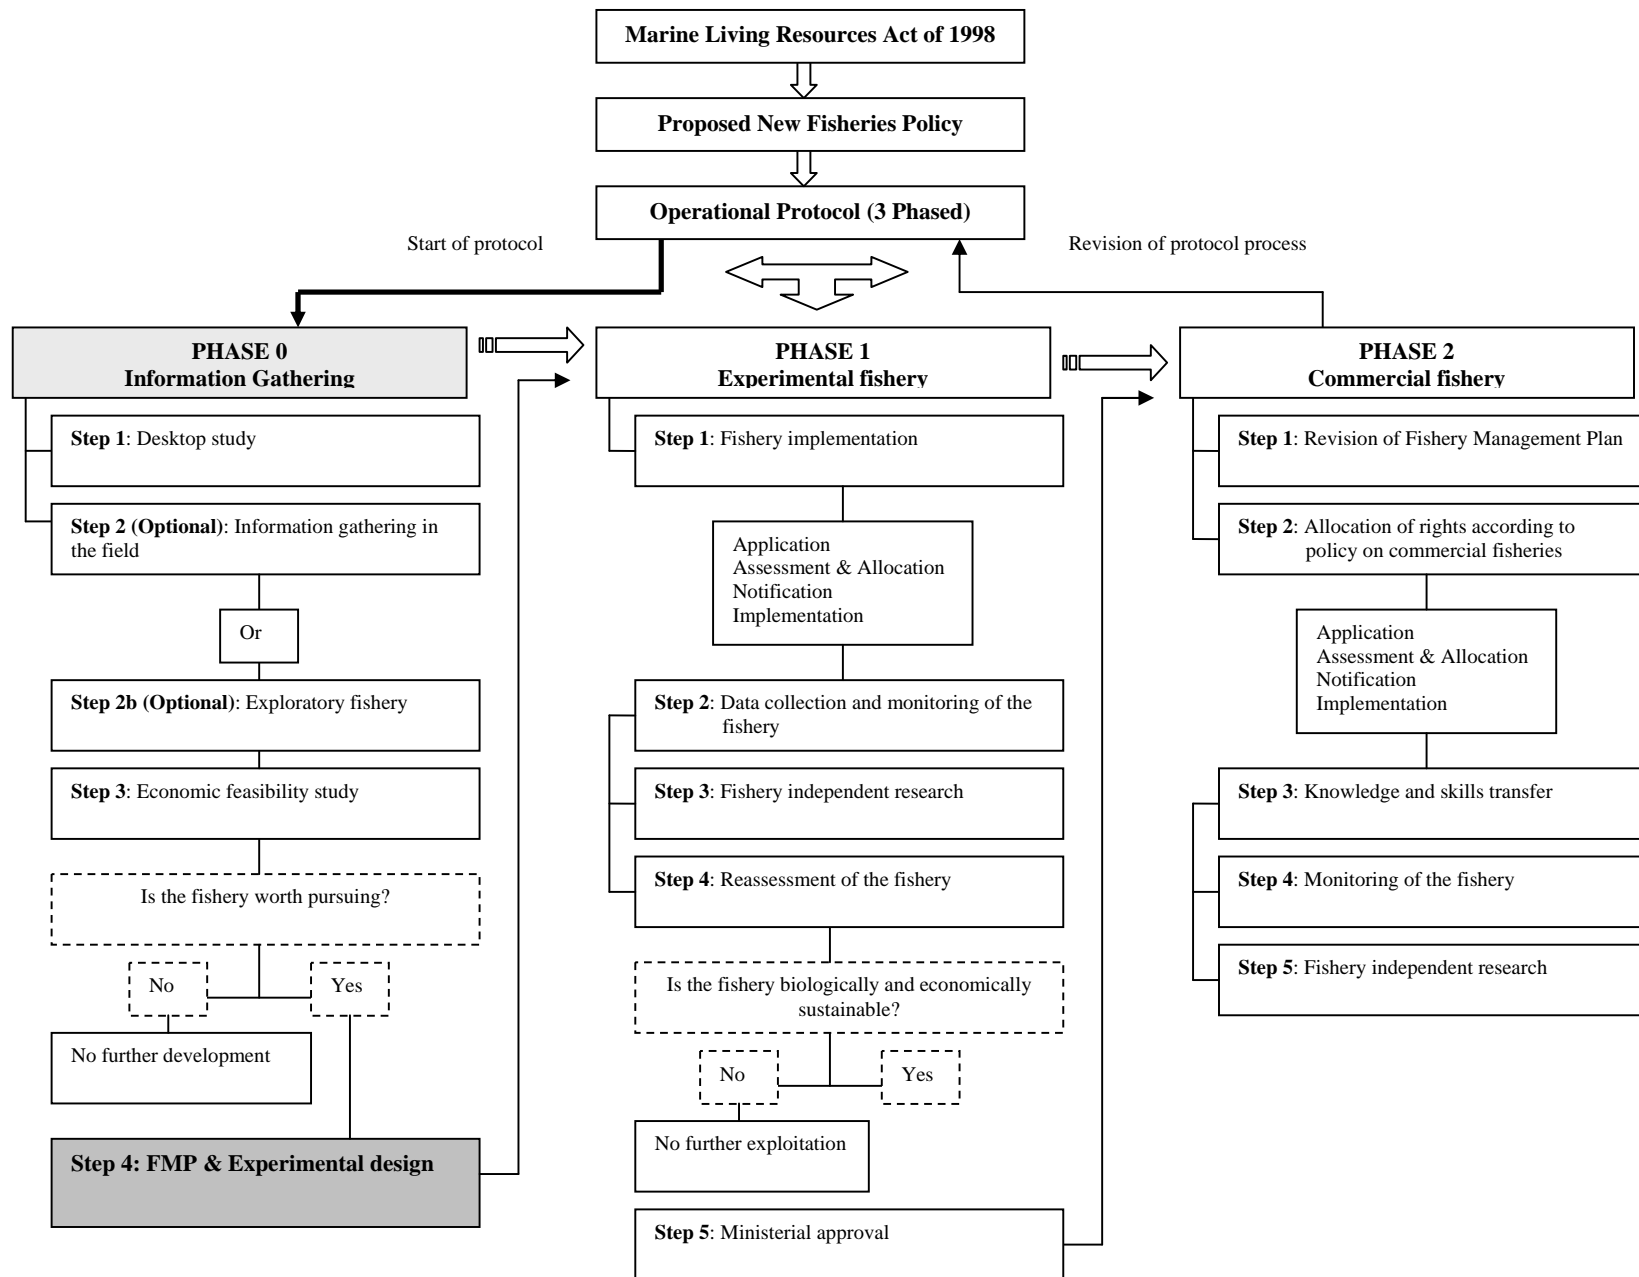 Marine Living Resources Act of 1998
Proposed New Fisheries Policy
Operational Protocol (3 Phased)
Start of protocol
Revision of protocol process
PHASE 0
Information Gathering
Step 1: Desktop study
Step 2 (Optional): Information gathering in
the field
Or
Step 2b (Optional): Exploratory fishery
Step 3: Economic feasibility study
Is the fishery worth pursuing?
No
Yes
No further development
Step 4: FMP & Experimental design
PHASE 1
Experimental fishery
Step 1: Fishery implementation
Application
Assessment & Allocation
Notification
Implementation
Step 2: Data collection and monitoring of the
fishery
Step 3: Fishery independent research
Step 4: Reassessment of the fishery
Is the fishery biologically and economically
sustainable?
No
Yes
No further exploitation
Step 5: Ministerial approval
PHASE 2
Commercial fishery
Step 1: Revision of Fishery Management Plan
Step 2: Allocation of rights according to
policy on commercial fisheries
Application
Assessment & Allocation
Notification
Implementation
Step 3: Knowledge and skills transfer
Step 4: Monitoring of the fishery
Step 5: Fishery independent research